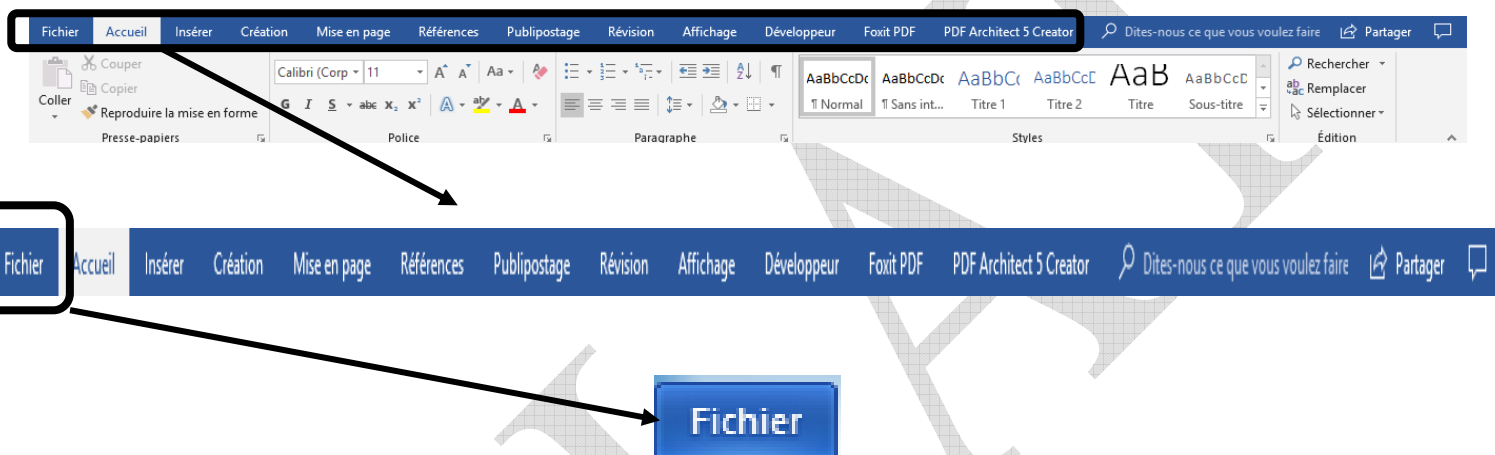 Fichier Accueil Insérer Création Mise en page Références Publipostage Révision Affichage Développeur Foxit PDF PDF Architect 5 Creator Dites-nous ce que vous voulez faire Partager
Couper
Copier
Coller
Reproduire la mise en forme
Presse-papiers
Calibri (Corp 11 A A Aa
G I S abc X₂ X² A aby A
Police
Paragraphe
AaBbCcDc AaBbCcDc AaBbC AaBbCcE AaB AaBbCcD
¶ Normal ¶ Sans int... Titre 1 Titre 2 Titre Sous-titre
Styles
Rechercher
Remplacer
Sélectionner
Édition
Fichier Accueil Insérer Création Mise en page Références Publipostage Révision Affichage Développeur Foxit PDF PDF Architect 5 Creator Dites-nous ce que vous voulez faire Partager
Fichier